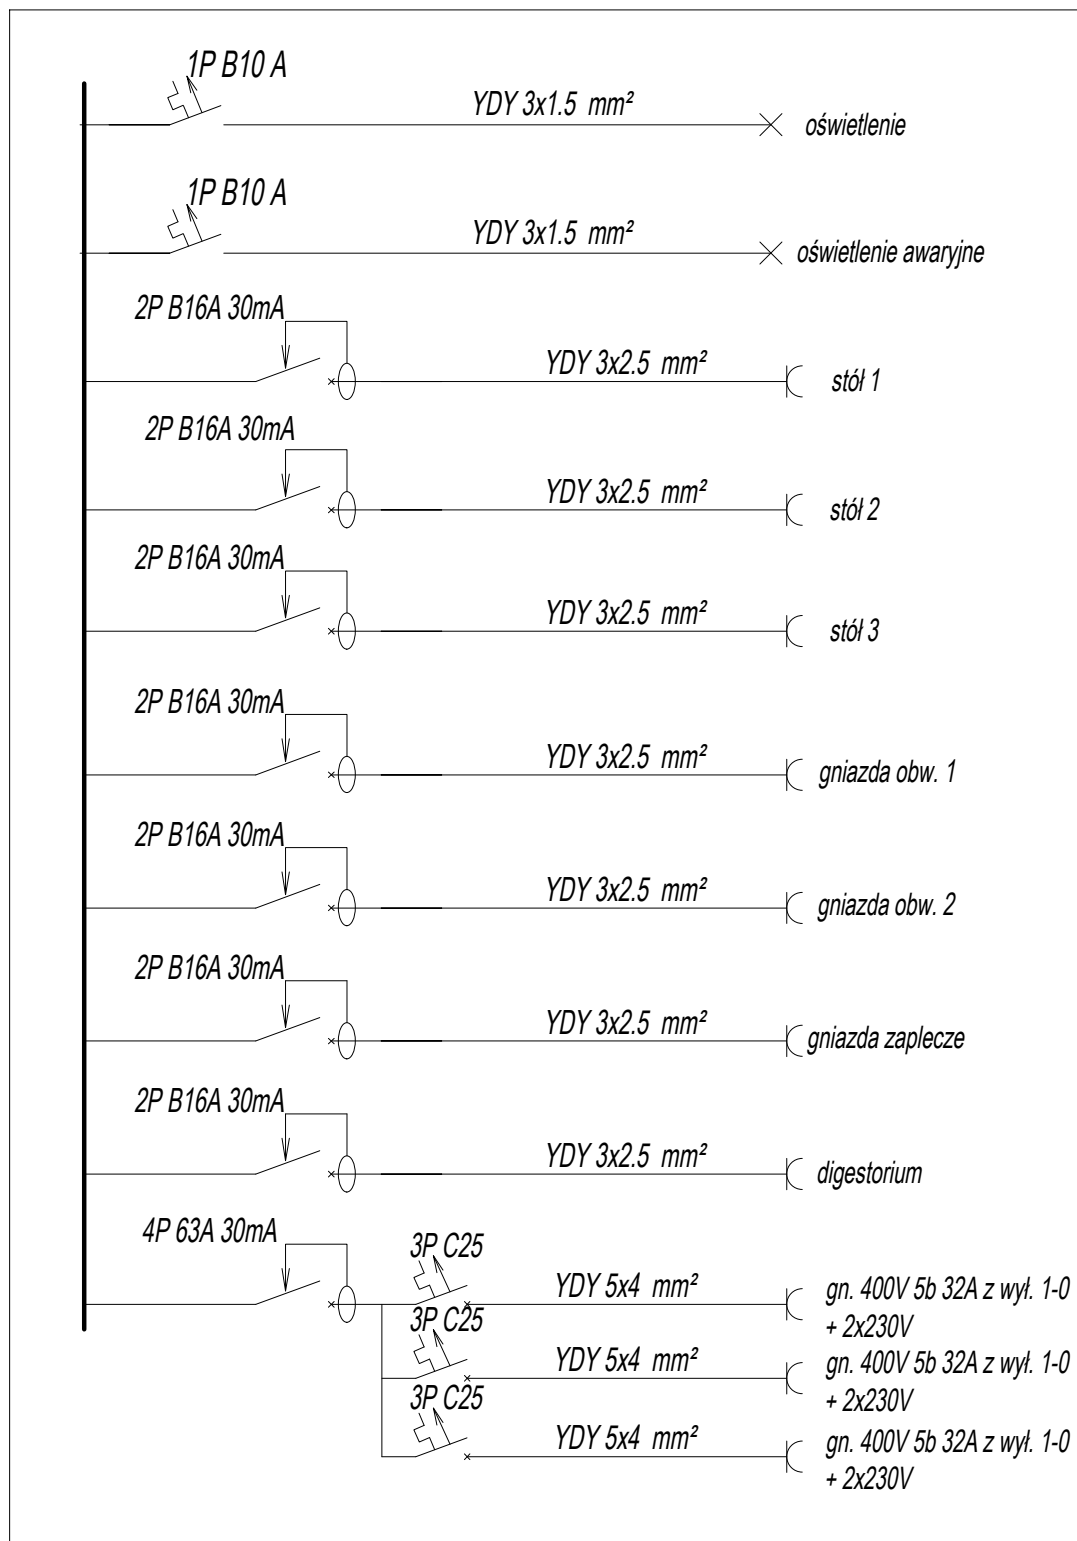 1P B10 A
YDY 3x1.5 mm²
oświetlenie
1P B10 A
YDY 3x1.5 mm²
oświetlenie awaryjne
2P B16A 30mA
YDY 3x2.5 mm²
stół 1
2P B16A 30mA
YDY 3x2.5 mm²
stół 2
2P B16A 30mA
YDY 3x2.5 mm²
stół 3
2P B16A 30mA
YDY 3x2.5 mm²
gniazda obw. 1
2P B16A 30mA
YDY 3x2.5 mm²
gniazda obw. 2
2P B16A 30mA
YDY 3x2.5 mm²
gniazda zaplecze
2P B16A 30mA
YDY 3x2.5 mm²
digestorium
4P 63A 30mA
3P C25
YDY 5x4 mm²
gn. 400V 5b 32A z wył. 1-0
+ 2x230V
3P C25
YDY 5x4 mm²
gn. 400V 5b 32A z wył. 1-0
+ 2x230V
3P C25
YDY 5x4 mm²
gn. 400V 5b 32A z wył. 1-0
+ 2x230V